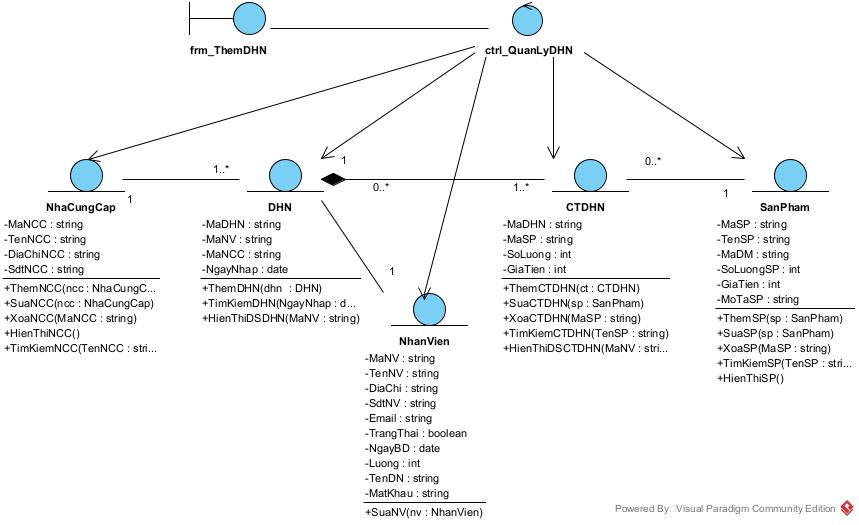 frm_ThemDHN
ctrl_QuanLyDHN
1..*
1
0..*
1..*
0..*
1
1
1
NhaCungCap
-MaNCC : string
-TenNCC : string
-DiaChiNCC : string
-SdtNCC : string
+ThemNCC(ncc : NhaCungC...
+SuaNCC(ncc : NhaCungCap)
+XoaNCC(MaNCC : string)
+HienThiNCC()
+TimKiemNCC(TenNCC : stri...
DHN
-MaDHN : string
-MaNV : string
-MaNCC : string
-NgayNhap : date
+ThemDHN(dhn : DHN)
+TimKiemDHN(NgayNhap : d...
+HienThiDSDHN(MaNV : string)
NhanVien
-MaNV : string
-TenNV : string
-DiaChi : string
-SdtNV : string
-Email : string
-TrangThai : boolean
-NgayBD : date
-Luong : int
-TenDN : string
-MatKhau : string
+SuaNV(nv : NhanVien)
CTDHN
-MaDHN : string
-MaSP : string
-SoLuong : int
-GiaTien : int
+ThemCTDHN(ct : CTDHN)
+SuaCTDHN(sp : SanPham)
+XoaCTDHN(MaSP : string)
+TimKiemCTDHN(TenSP : string)
+HienThiDSCTDHN(MaNV : stri...
SanPham
-MaSP : string
-TenSP : string
-MaDM : string
-SoLuongSP : int
-GiaTien : int
-MoTaSP : string
+ThemSP(sp : SanPham)
+SuaSP(sp : SanPham)
+XoaSP(MaSP : string)
+TimKiemSP(TenSP : stri...
+HienThiSP()
Powered By Visual Paradigm Community Edition